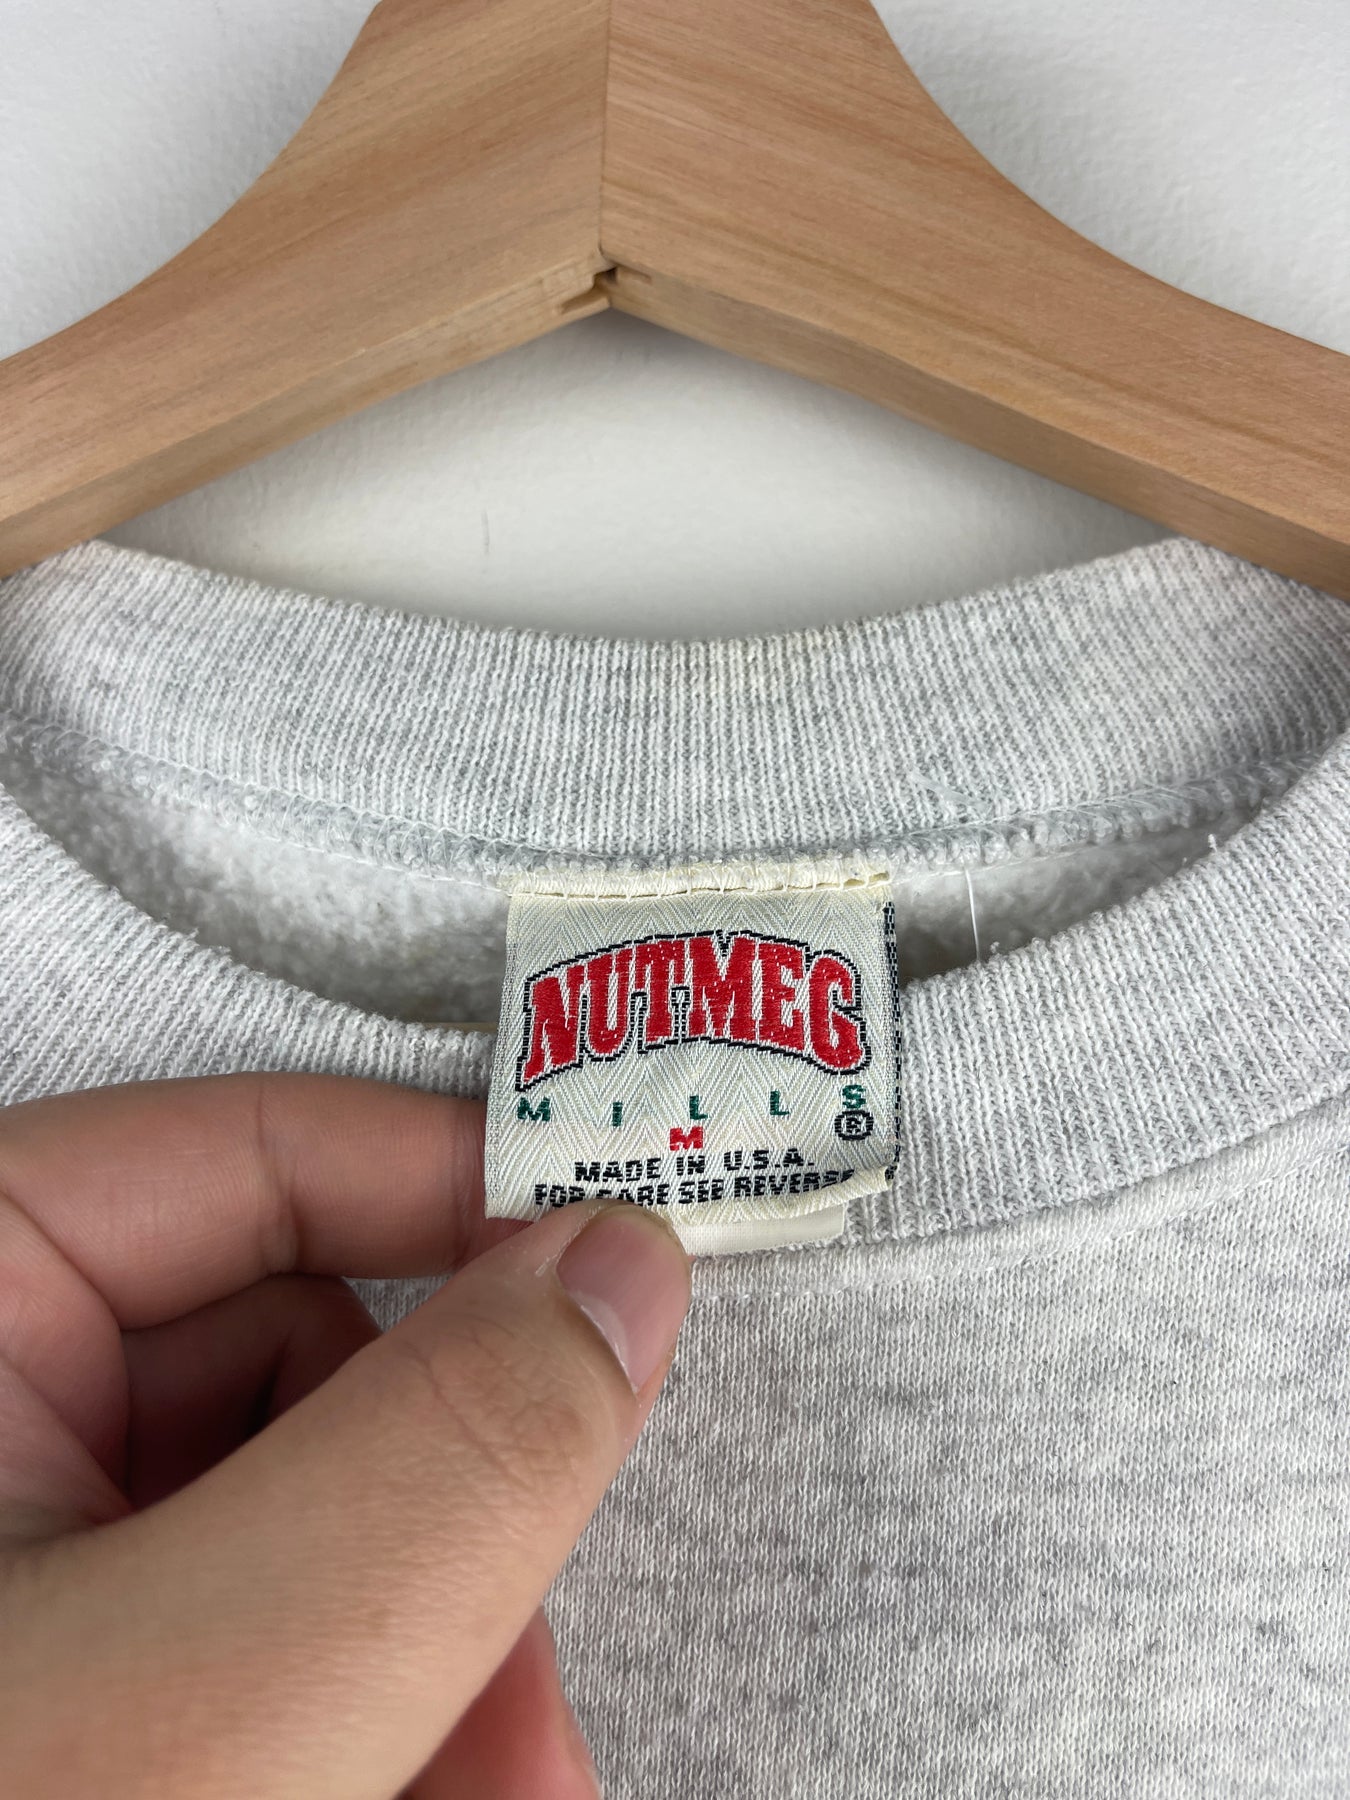 NUTMEG
MILLS
®
M
MADE IN U.S.A.
FOR CARE SEE REVERSE